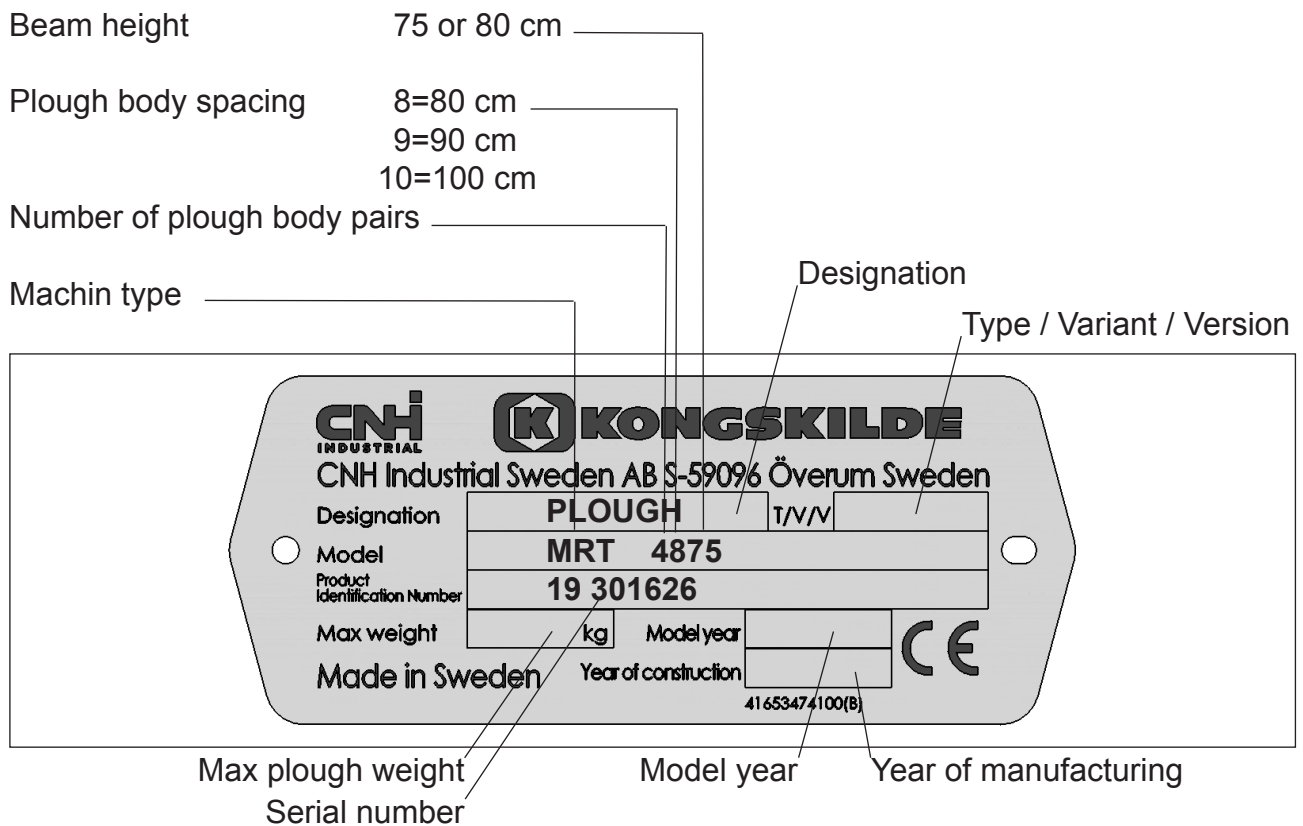 Beam height 75 or 80 cm
Plough body spacing 8=80 cm
9=90 cm
10=100 cm
Number of plough body pairs
Designation
Machin type
Type / Variant / Version
CNHi INDUSTRIAL K KONGSKILDE
CNH Industrial Sweden AB S-59096 Överum Sweden
Designation PLOUGH T/V/V
Model MRT 4875
Product Identification Number 19 301626
Max weight kg Model year
Made in Sweden Year of construction CE
41653474100(B)
Max plough weight Model year Year of manufacturing
Serial number